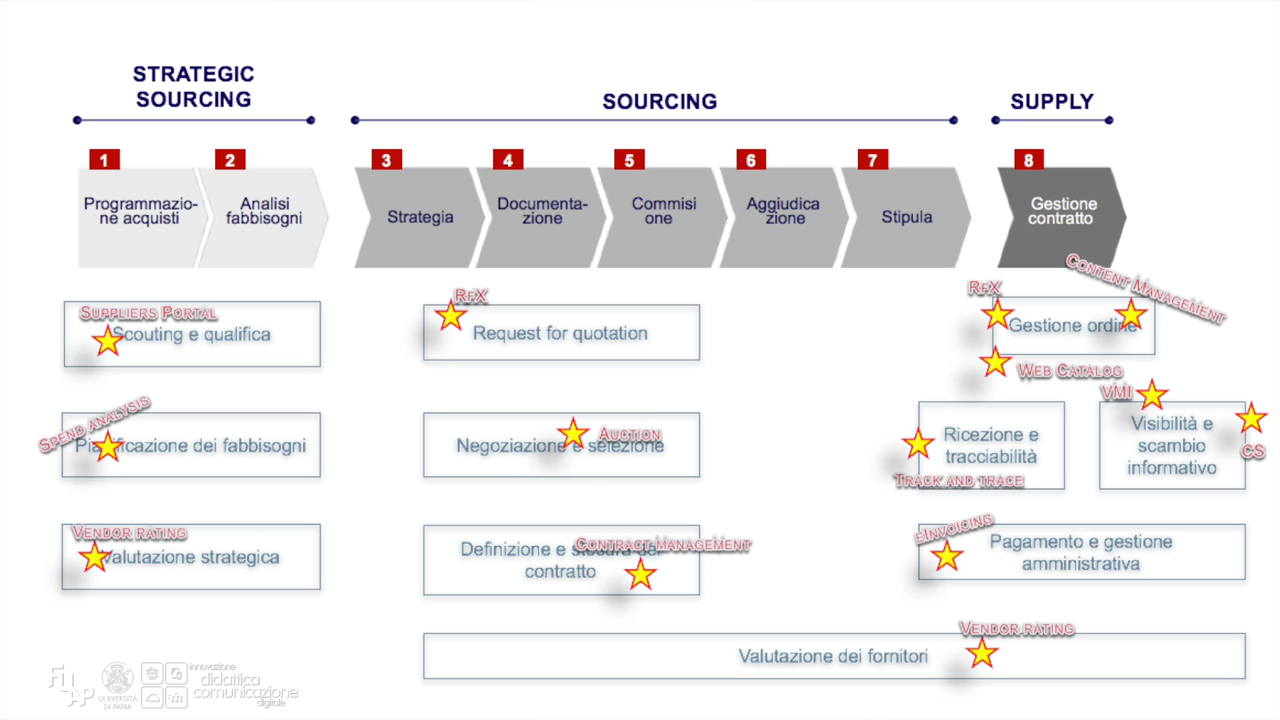 STRATEGIC
SOURCING
SOURCING
SUPPLY
1
2
3
4
5
6
7
8
Programmazio-
ne acquisti
Analisi
fabbisogni
Strategia
Documenta-
zione
Commisi
one
Aggiudica
zione
Stipula
Gestione
contratto
SUPPLIERS PORTAL
Scouting e qualifica
RFX
Request for quotation
RFX
CONTENT MANAGEMENT
Gestione ordine
WEB CATALOG
SPEND ANALYSIS
Pianificazione dei fabbisogni
AUCTION
Negoziazione e selezione
Ricezione e
tracciabilità
TRACK AND TRACE
VMI
Visibilità e
scambio
informativo
CS
VENDOR RATING
Valutazione strategica
CONTRACT MANAGEMENT
Definizione e stesura del
contratto
EINVOICING
Pagamento e gestione
amministrativa
VENDOR RATING
Valutazione dei fornitori
UNIVERSITÀ
DI PAVIA
innovazione
didattica
comunicazione
digitale